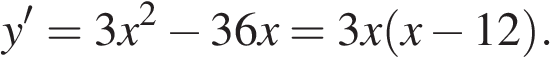 y′ = 3x² − 36x = 3x(x − 12).